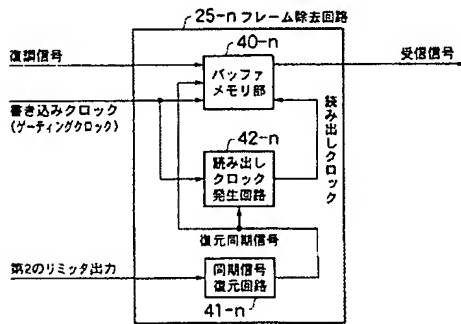 25-nフレーム除去回路
40-n
復調信号
受信信号
バッファ
メモリ部
書き込みクロック
(ゲーティングクロック)
読み出しクロック
42-n
読み出し
クロック
発生回路
復元同期信号
第2のリミッタ出力
同期信号
復元回路
41-n